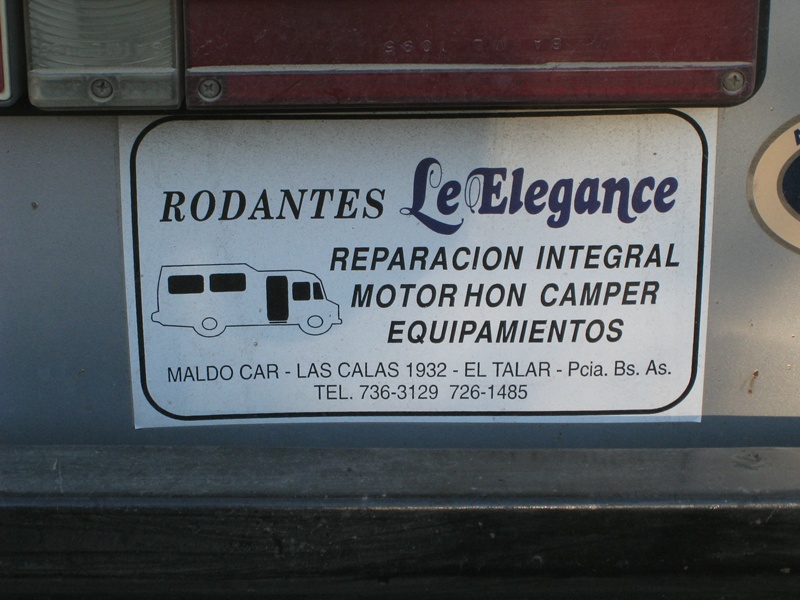 RODANTES Le Elegance
REPARACION INTEGRAL
MOTOR HON CAMPER
EQUIPAMIENTOS
MALDO CAR - LAS CALAS 1932 - EL TALAR - Pcia. Bs. As.
TEL. 736-3129 726-1485